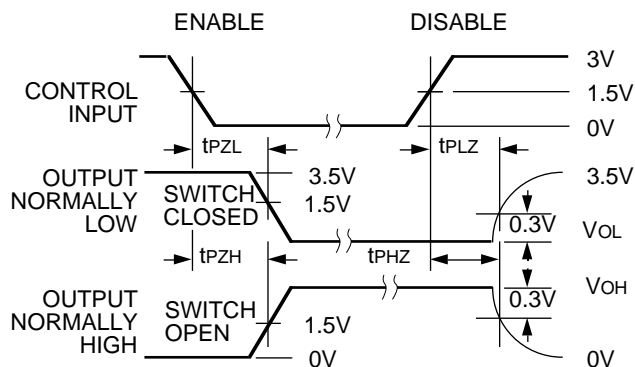 ENABLE DISABLE
3V
CONTROL
INPUT
1.5V
0V
tPZL tPLZ
OUTPUT
NORMALLY
LOW
SWITCH
CLOSED
3.5V
1.5V
3.5V
0.3V VOL
tPZH tPHZ
OUTPUT
NORMALLY
HIGH
SWITCH
OPEN
0.3V VOH
1.5V
0V 0V